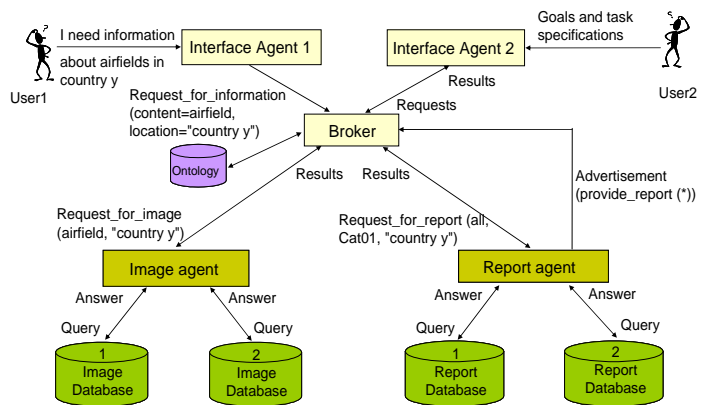 I need information
about airfields in
country y
User1
Interface Agent 1
Interface Agent 2
Goals and task
specifications
User2
Results
Requests
Request_for_information
(content=airfield,
location="country y")
Broker
Ontology
Results
Results
Advertisement
(provide_report (*))
Request_for_image
(airfield, "country y")
Request_for_report (all,
Cat01, "country y")
Image agent
Report agent
Answer
Answer
Answer
Answer
Query
Query
Query
Query
1
Image
Database
2
Image
Database
1
Report
Database
2
Report
Database